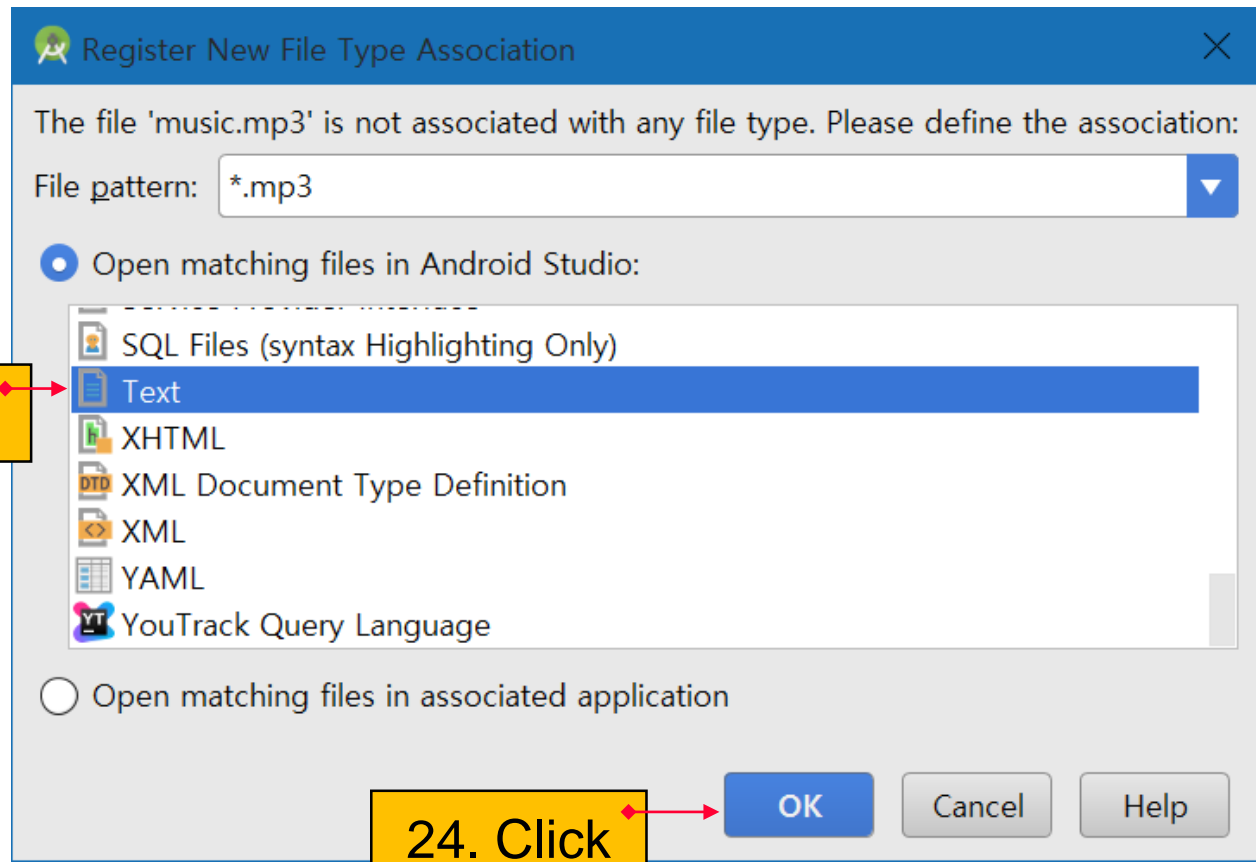 Register New File Type Association
The file 'music.mp3' is not associated with any file type. Please define the association:
File pattern: *.mp3
Open matching files in Android Studio:
SQL Files (syntax Highlighting Only)
Text
XHTML
DTD XML Document Type Definition
XML
YAML
YT YouTrack Query Language
Open matching files in associated application
24. Click
OK Cancel Help